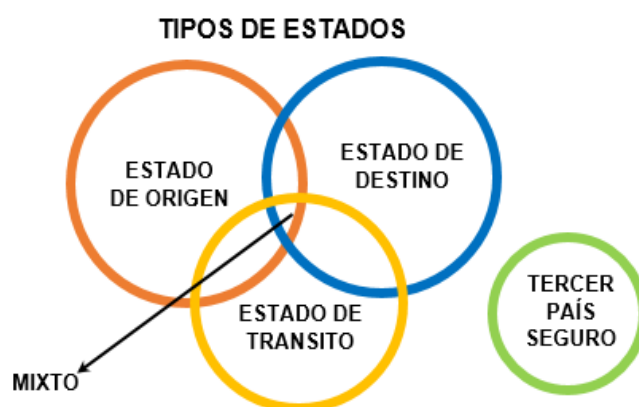 TIPOS DE ESTADOS
ESTADO
DE ORIGEN
ESTADO DE
DESTINO
ESTADO DE
TRANSITO
TERCER
PAÍS
SEGURO
MIXTO